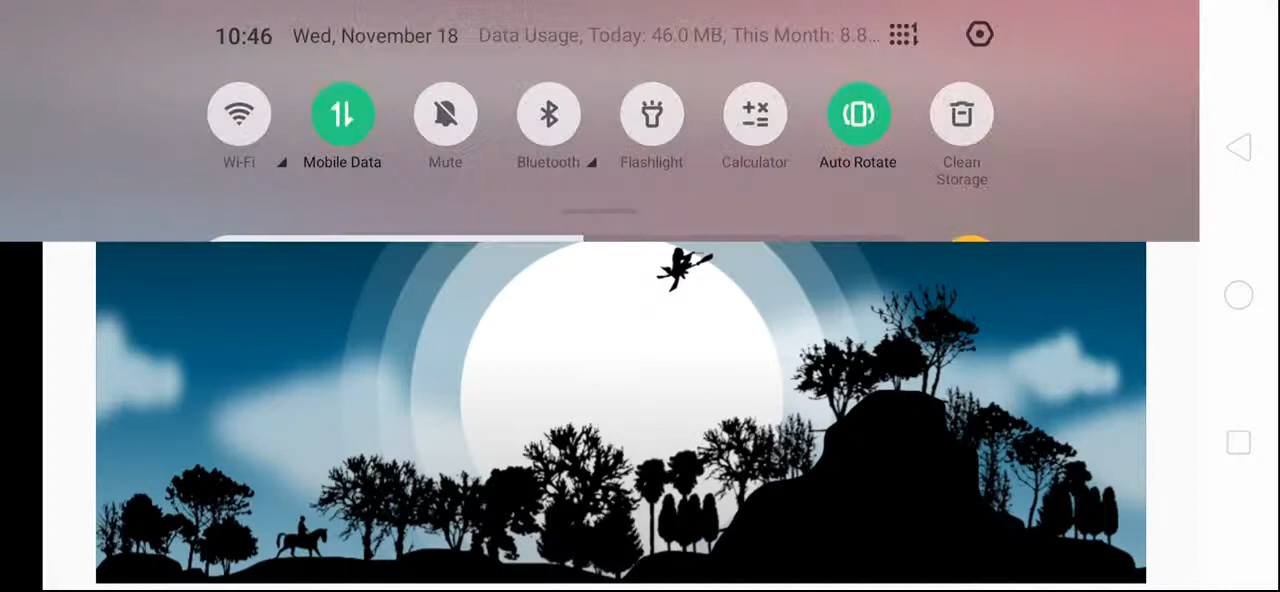 10:46 Wed, November 18 Data Usage, Today: 46.0 MB, This Month: 8.8...
Wi-Fi Mobile Data Mute Bluetooth Flashlight Calculator Auto Rotate Clean
Storage